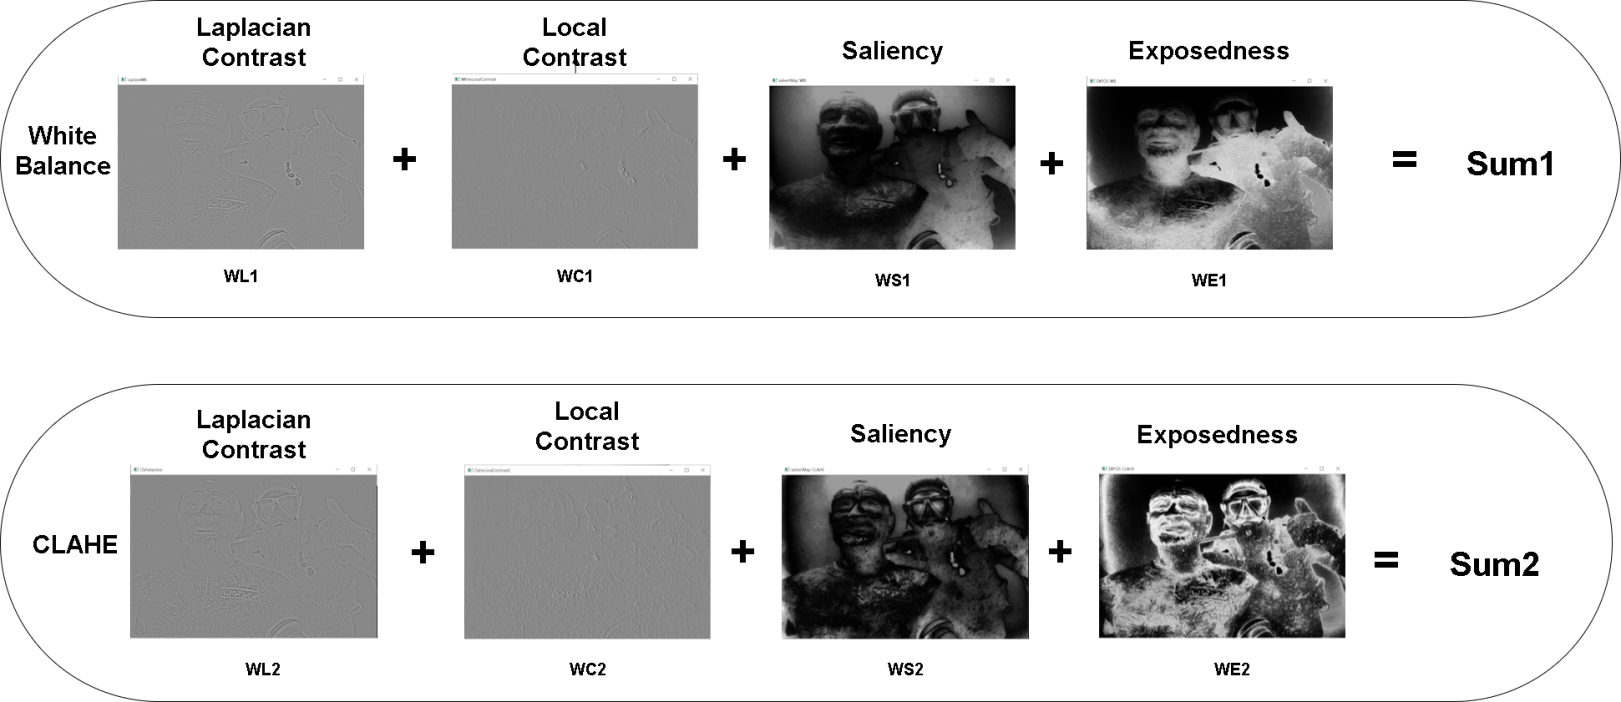 Laplacian
Contrast
Local
Contrast
Saliency
Exposedness
White
Balance
+
+
+
=
Sum1
WL1
WC1
WS1
WE1
Laplacian
Contrast
Local
Contrast
Saliency
Exposedness
CLAHE
+
+
+
=
Sum2
WL2
WC2
WS2
WE2